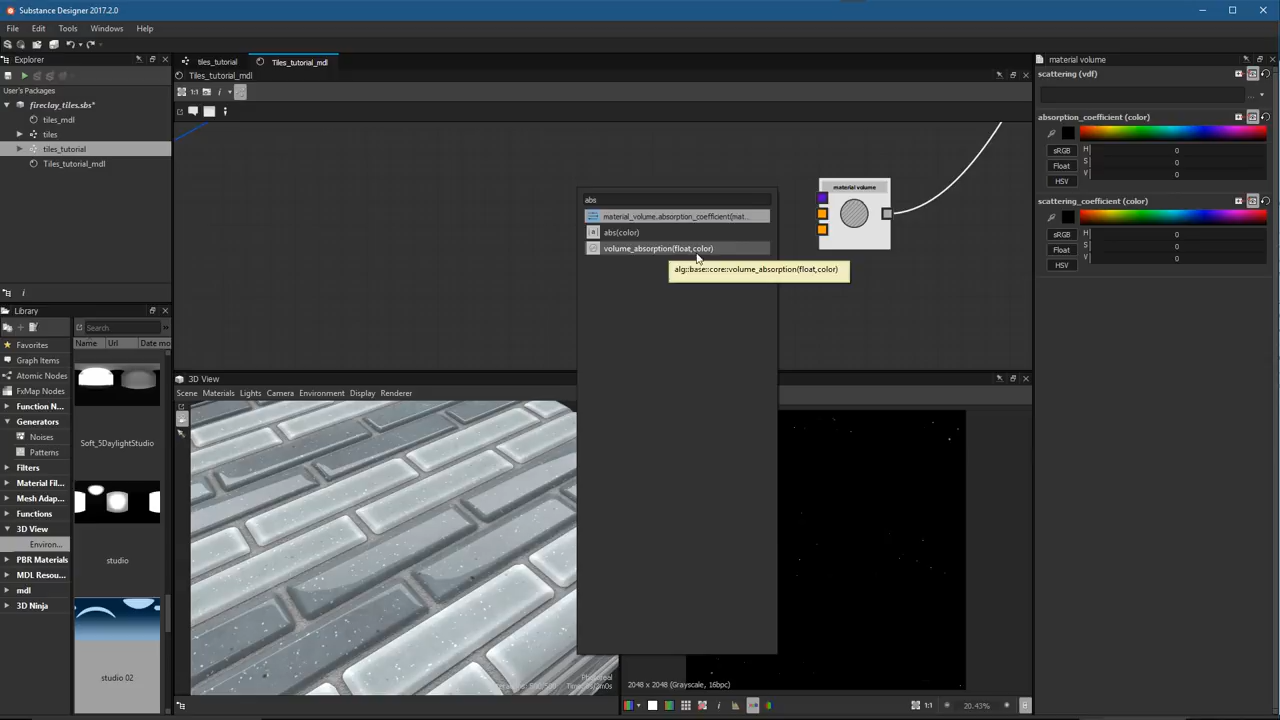 Substance Designer 2017.2.0
File Edit Tools Windows Help
Explorer
User's Packages
fireclay_tiles.sbs*
tiles_mdl
tiles
tiles_tutorial
Tiles_tutorial_mdl
Library
Search
Name Url Date mo
Favorites
Graph Items
Atomic Nodes
FxMap Nodes
Function N...
Generators
Noises
Patterns
Filters
Material Fil...
Mesh Adap...
Functions
3D View
Environ...
PBR Materials
MDL Resou...
mdl
3D Ninja
Soft_5DaylightStudio
studio
studio 02
tiles_tutorial Tiles_tutorial_mdl
Tiles_tutorial_mdl
1:1
abs
material_volume.absorption_coefficient(mat...
abs(color)
volume_absorption(float,color)
alg::base::core::volume_absorption(float,color)
material volume
3D View
Scene Materials Lights Camera Environment Display Renderer
2048 x 2048 (Grayscale, 16bpc)
1:1 20.43%
material volume
scattering (vdf)
...
absorption_coefficient (color)
sRGB H 0
Float S 0
HSV V 0
scattering_coefficient (color)
sRGB H 0
Float S 0
HSV V 0